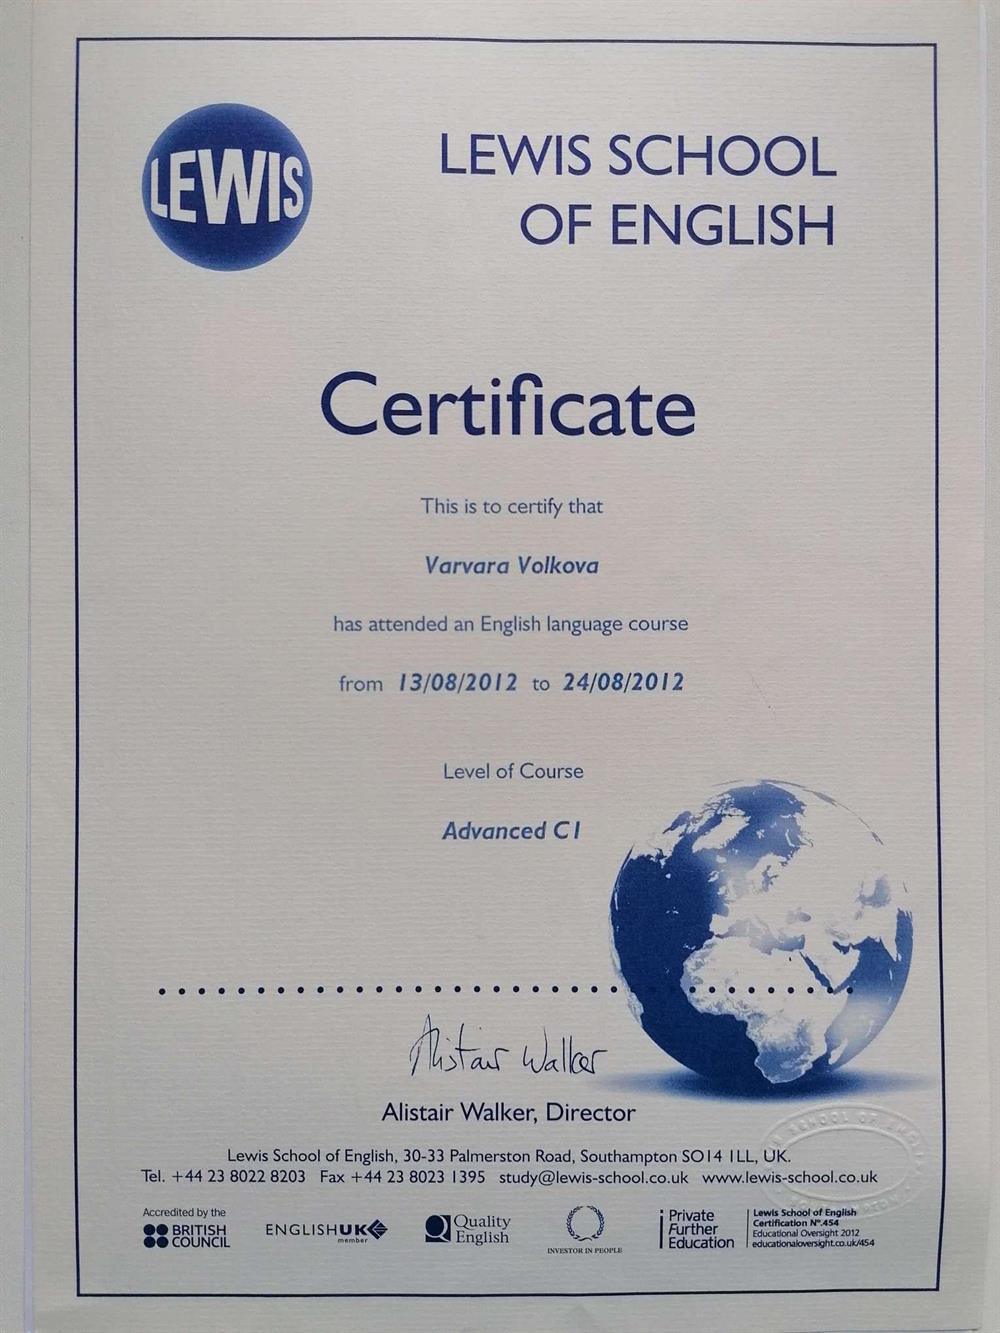 LEWIS
LEWIS SCHOOL
OF ENGLISH
Certificate
This is to certify that
Varvara Volkova
has attended an English language course
from 13/08/2012 to 24/08/2012
Level of Course
Advanced C1
Alistair Walker
Alistair Walker, Director
Lewis School of English, 30-33 Palmerston Road, Southampton SO14 1LL, UK.
Tel. +44 23 8022 8203 Fax +44 23 8023 1395 study@lewis-school.co.uk www.lewis-school.co.uk
Accredited by the
BRITISH
COUNCIL
ENGLISHUK
member
Quality
English
INVESTOR IN PEOPLE
Private
Further
Education
Lewis School of English
Certification Nº.454
Educational Oversight 2012
educationaloversight.co.uk/454
SCHOOL OF ENGLISH